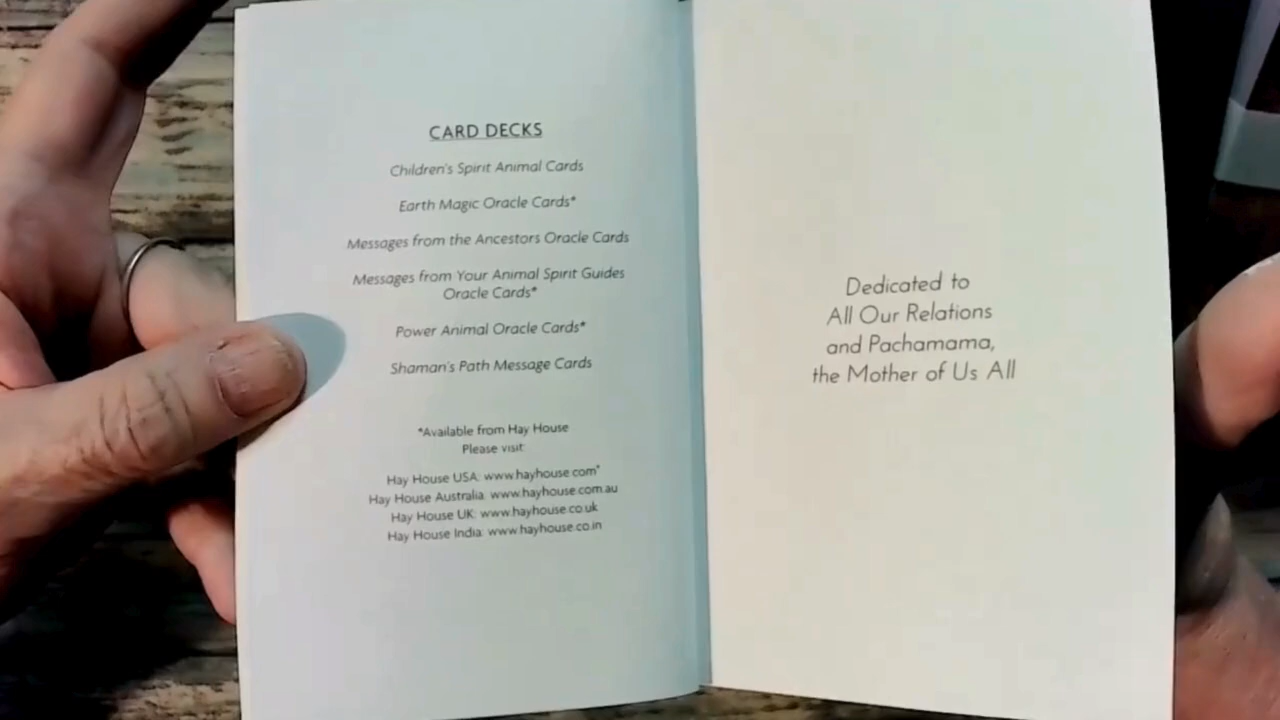 CARD DECKS
Children's Spirit Animal Cards
Earth Magic Oracle Cards*
Messages from the Ancestors Oracle Cards
Messages from Your Animal Spirit Guides
Oracle Cards*
Power Animal Oracle Cards*
Shaman's Path Message Cards
*Available from Hay House
Please visit:
Hay House USA: www.hayhouse.com®
Hay House Australia: www.hayhouse.com.au
Hay House UK: www.hayhouse.co.uk
Hay House India: www.hayhouse.co.in
Dedicated to
All Our Relations
and Pachamama,
the Mother of Us All